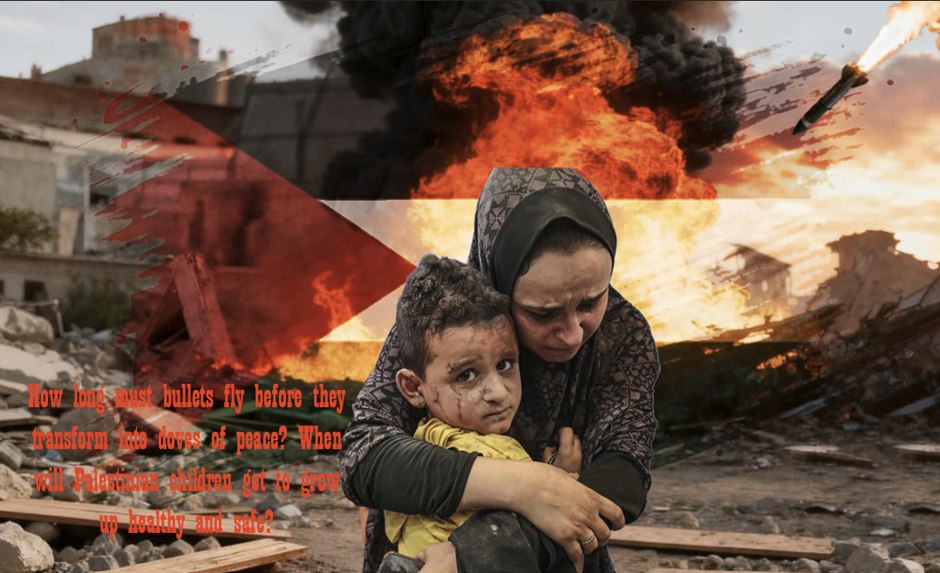 How long must bullets fly before they
transform into doves of peace? When
will Palestinian children get to grow
up healthy and safe?